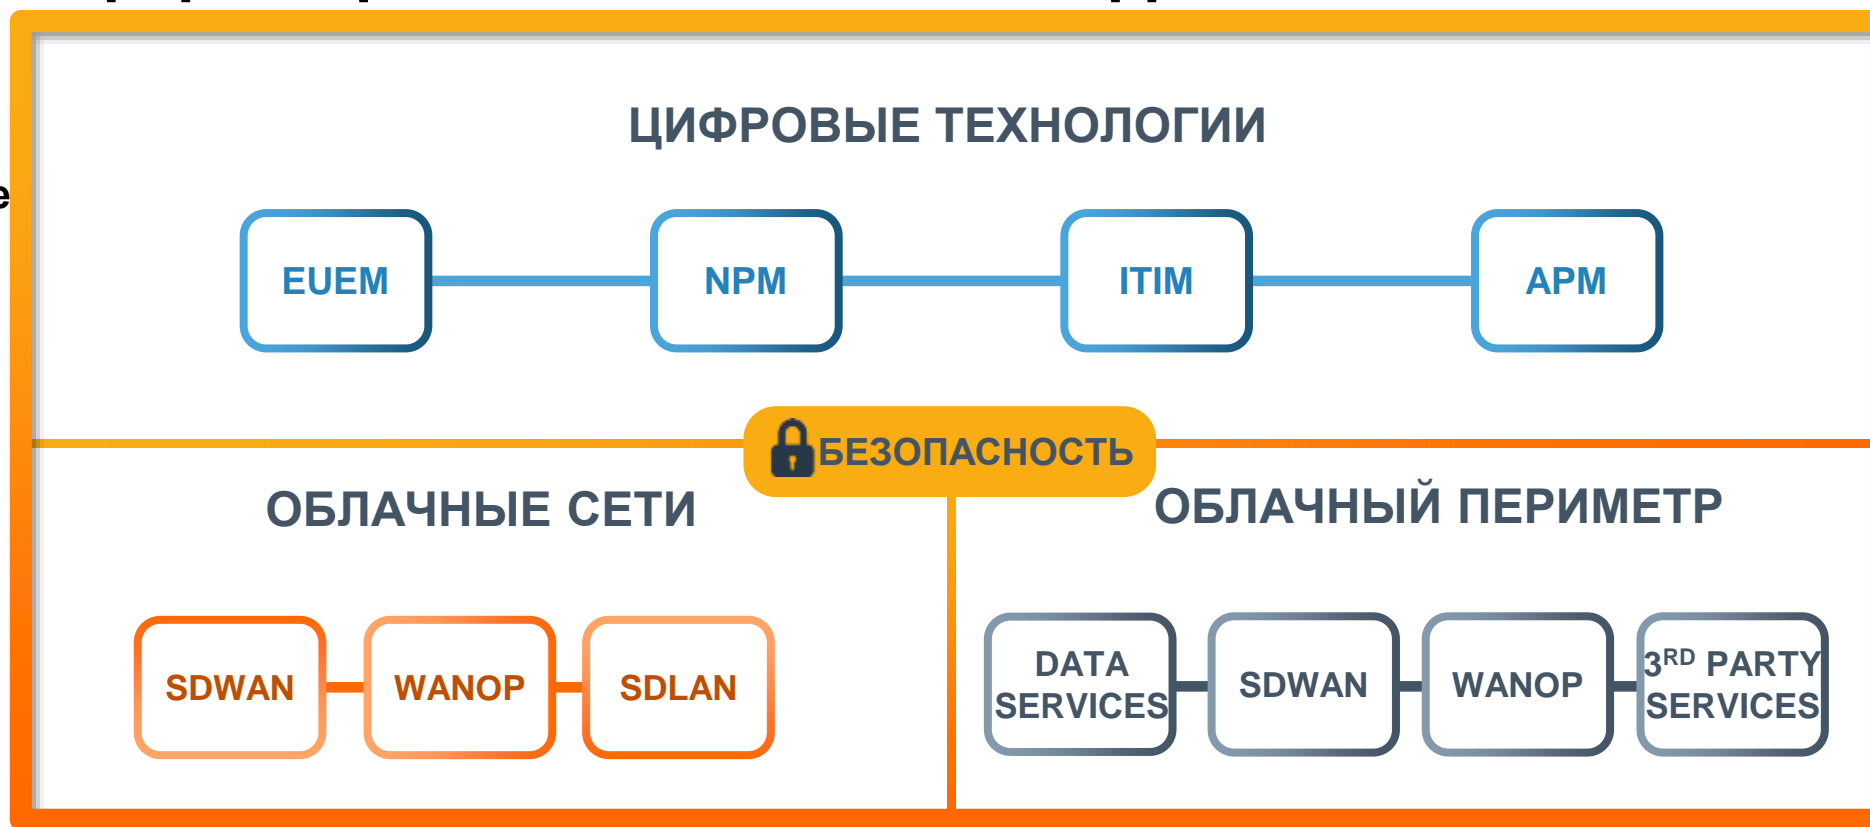 ЦИФРОВЫЕ ТЕХНОЛОГИИ
EUEM
NPM
ITIM
APM
БЕЗОПАСНОСТЬ
ОБЛАЧНЫЕ СЕТИ
ОБЛАЧНЫЙ ПЕРИМЕТР
SDWAN
WANOP
SDLAN
DATA
SERVICES
SDWAN
WANOP
3RD PARTY
SERVICES